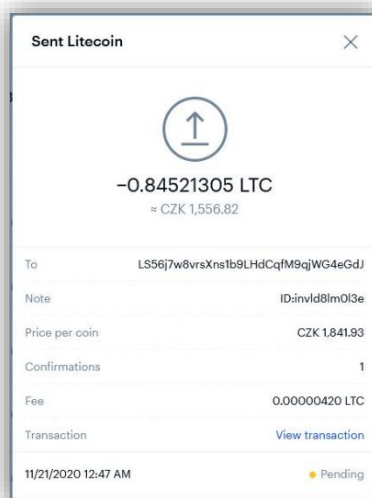 Sent Litecoin
−0.84521305 LTC
≈ CZK 1,556.82
To LS56j7w8vrsXns1b9LHdCqfM9qjWG4eGdJ
Note ID:invld8lm0l3e
Price per coin CZK 1,841.93
Confirmations 1
Fee 0.00000420 LTC
Transaction View transaction
11/21/2020 12:47 AM Pending